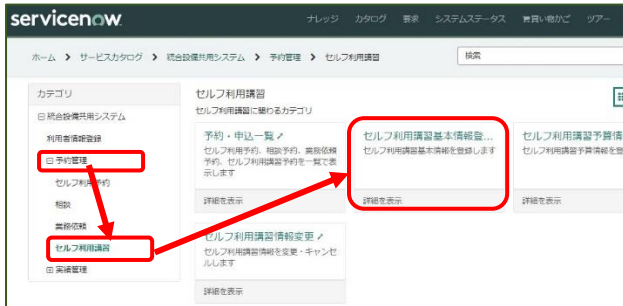 servicenow
ナレッジ カタログ 要求 システムステータス 買い物かご ツアー
ホーム > サービスカタログ > 統合設備共用システム > 予約管理 > セルフ利用講習
検索
カテゴリ
統合設備共用システム
利用者情報登録
予約管理
セルフ利用予約
相談
業務依頼
セルフ利用講習
実績管理
セルフ利用講習
セルフ利用講習に関わるカテゴリ
予約・申込一覧
セルフ利用予約、相談予約、業務依頼
予約、セルフ利用講習予約を一覧で表
示します
詳細を表示
セルフ利用講習基本情報登...
セルフ利用講習基本情報を登録します
詳細を表示
セルフ利用講習予算情
セルフ利用講習予算情報を登
詳細を表示
セルフ利用講習情報変更
セルフ利用講習情報を変更・キャンセ
ルします
詳細を表示